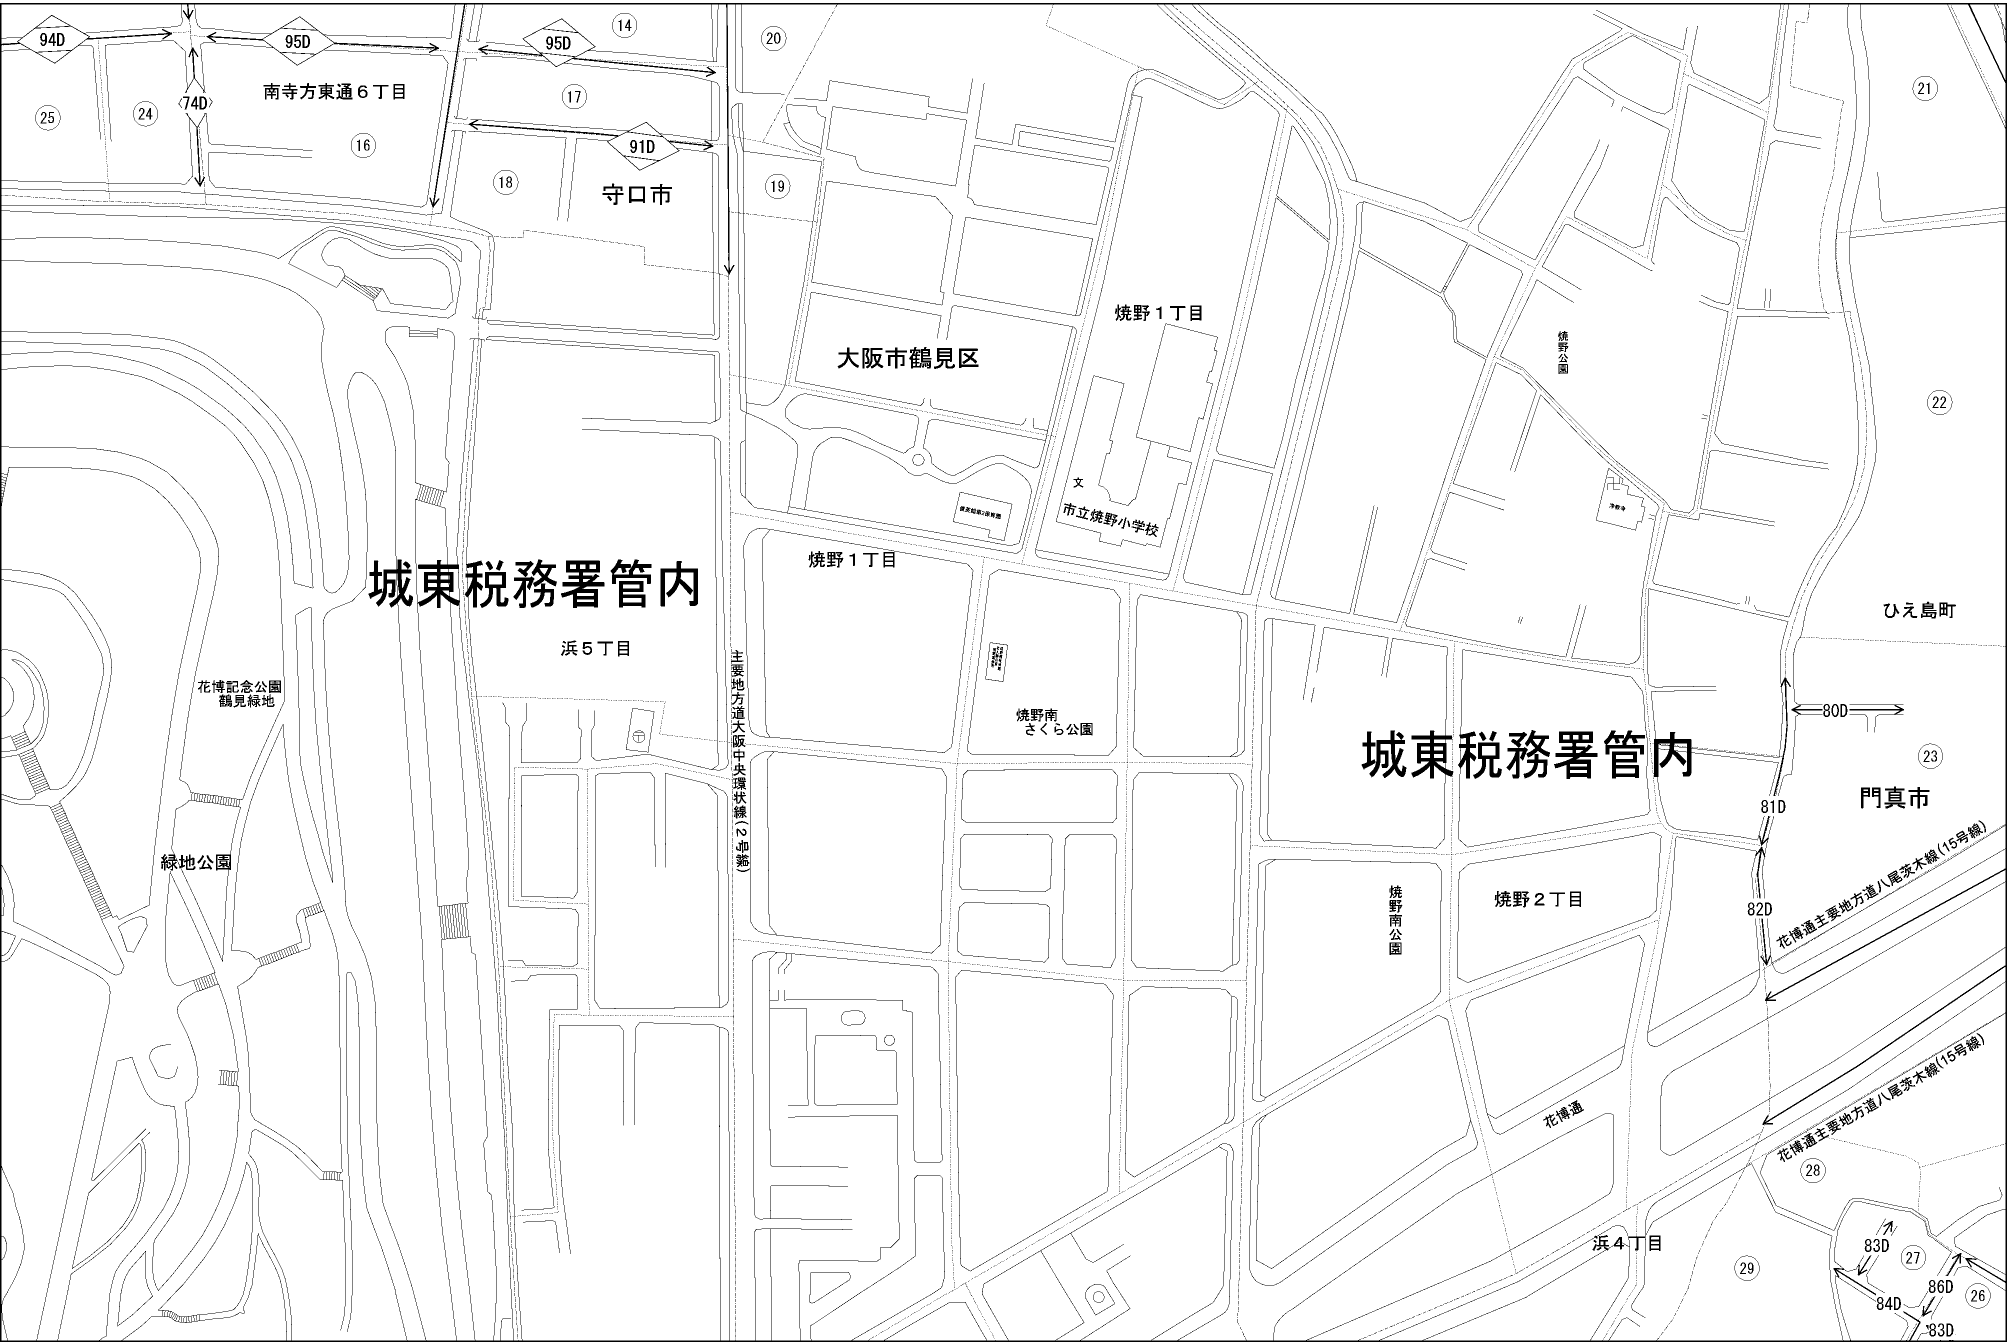 94D
95D
95D
14
20
21
74D
南寺方東通6丁目
17
25
24
16
91D
18
守口市
19
焼野1丁目
大阪市鶴見区
焼野公園
22
文
市立焼野小学校
浄教寺
焼野1丁目
城東税務署管内
ひえ島町
浜5丁目
主要地方道大阪中央環状線(2号線)
花博記念公園
鶴見緑地
焼野南
さくら公園
80D
城東税務署管内
23
門真市
81D
花博通主要地方道八尾茨木線(15号線)
緑地公園
焼野南公園
焼野2丁目
82D
花博通主要地方道八尾茨木線(15号線)
花博通
28
浜4丁目
83D
27
29
86D
26
84D
83D